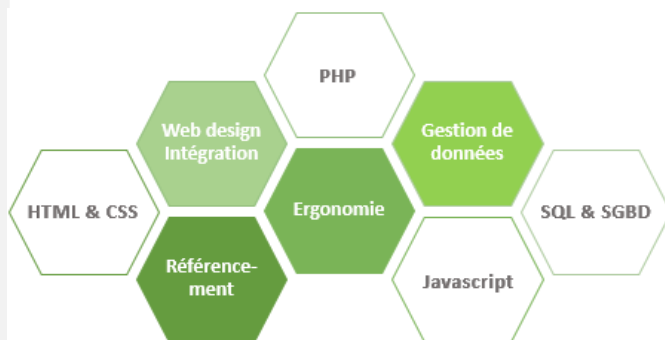 PHP
Web design
Intégration
Gestion de
données
HTML & CSS
Ergonomie
SQL & SGBD
Référence-
ment
Javascript